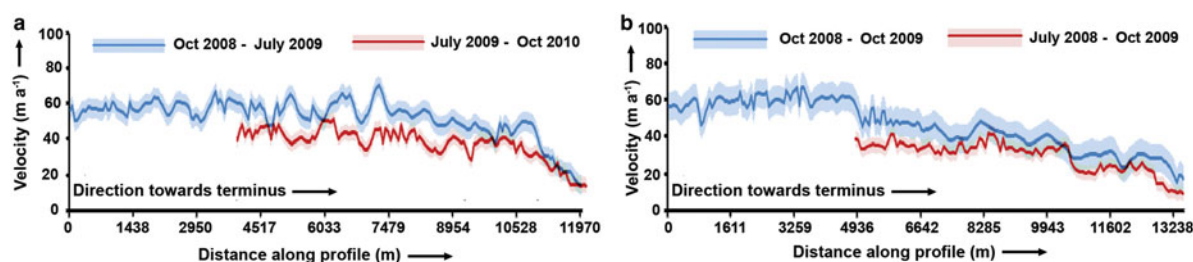 a
Oct 2008 - July 2009
July 2009 - Oct 2010
Velocity (m a⁻¹)
100
80
60
40
20
0
Direction towards terminus
0 1438 2950 4517 6033 7479 8954 10528 11970
Distance along profile (m)
b
Oct 2008 - Oct 2009
July 2008 - Oct 2009
Velocity (m a⁻¹)
100
80
60
40
20
0
Direction towards terminus
0 1611 3259 4936 6642 8285 9943 11602 13238
Distance along profile (m)